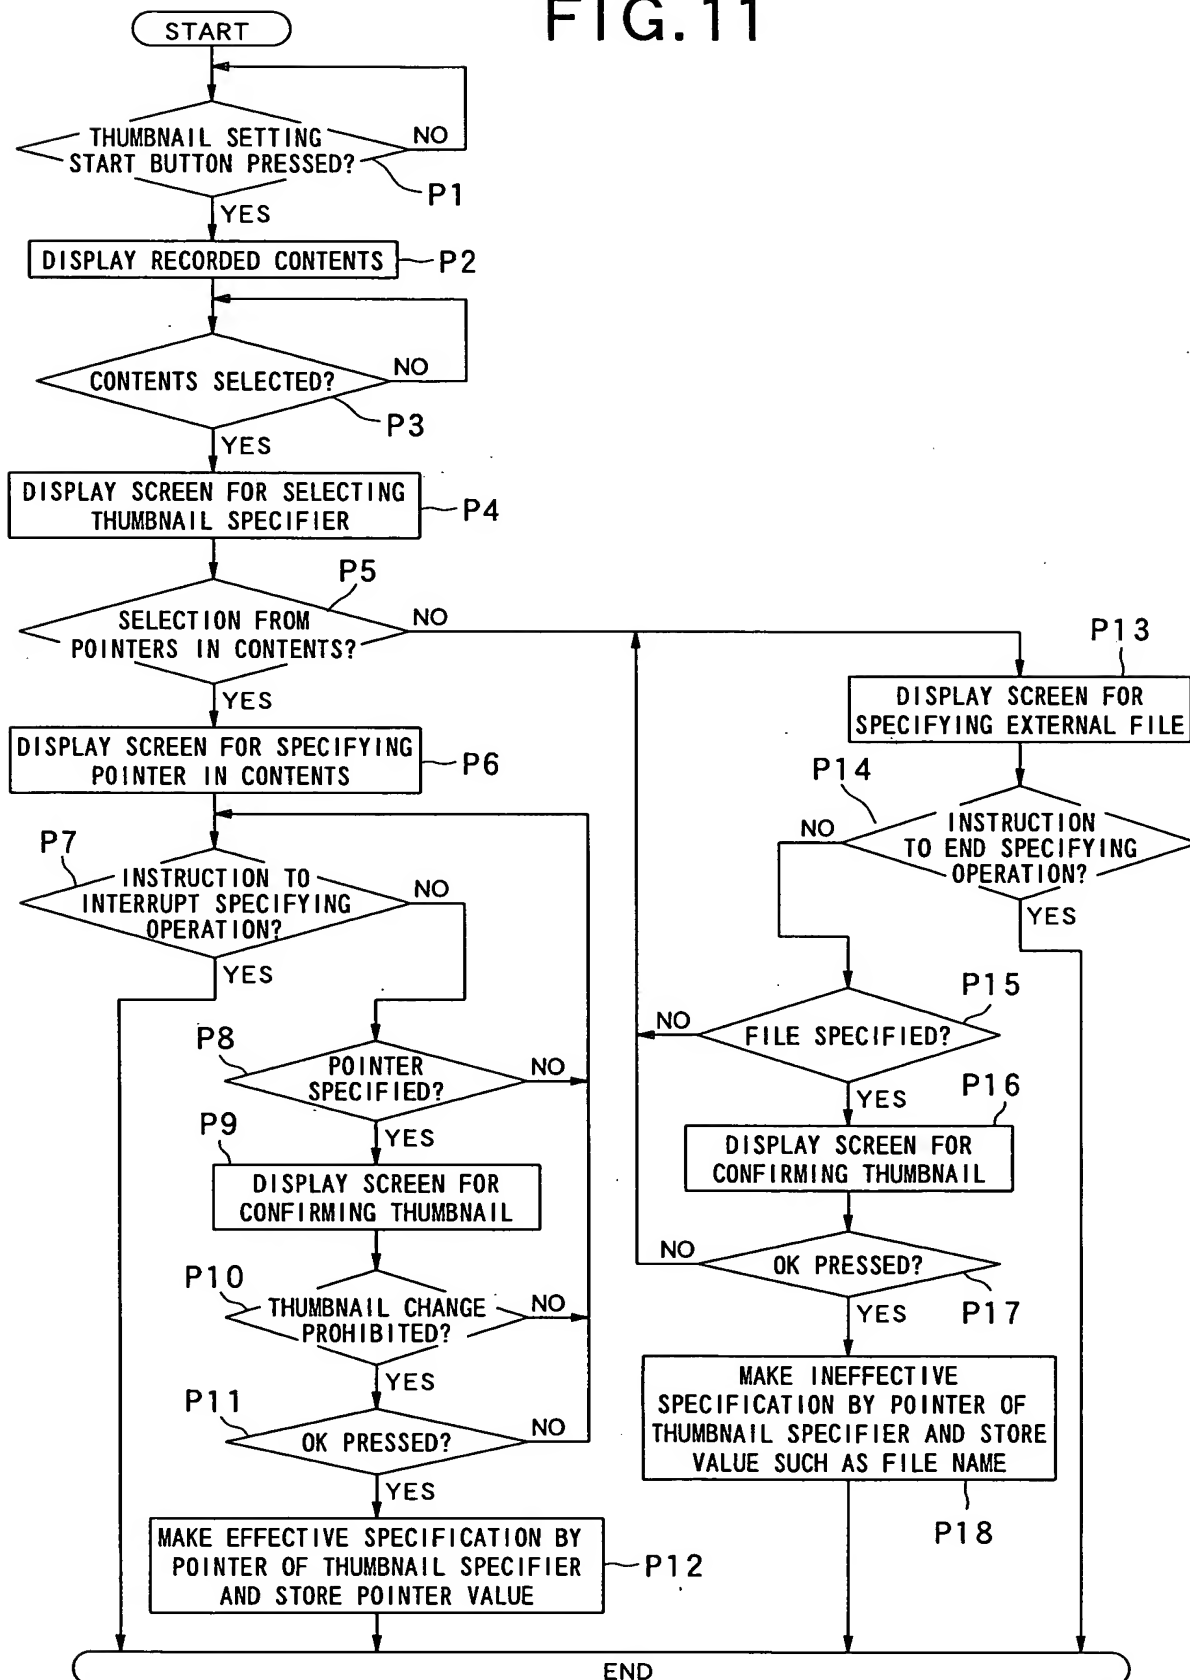 FIG.11
START
THUMBNAIL SETTING
START BUTTON PRESSED?
NO
P1
YES
DISPLAY RECORDED CONTENTS
P2
CONTENTS SELECTED?
NO
P3
YES
DISPLAY SCREEN FOR SELECTING
THUMBNAIL SPECIFIER
P4
P5
SELECTION FROM
POINTERS IN CONTENTS?
NO
YES
DISPLAY SCREEN FOR SPECIFYING
POINTER IN CONTENTS
P6
P7
INSTRUCTION TO
INTERRUPT SPECIFYING
OPERATION?
NO
YES
P8
POINTER
SPECIFIED?
NO
YES
P9
DISPLAY SCREEN FOR
CONFIRMING THUMBNAIL
P10
THUMBNAIL CHANGE
PROHIBITED?
NO
YES
P11
OK PRESSED?
NO
YES
MAKE EFFECTIVE SPECIFICATION BY
POINTER OF THUMBNAIL SPECIFIER
AND STORE POINTER VALUE
P12
P13
DISPLAY SCREEN FOR
SPECIFYING EXTERNAL FILE
P14
INSTRUCTION
TO END SPECIFYING
OPERATION?
NO
YES
P15
FILE SPECIFIED?
NO
YES
P16
DISPLAY SCREEN FOR
CONFIRMING THUMBNAIL
OK PRESSED?
NO
P17
YES
MAKE INEFFECTIVE
SPECIFICATION BY POINTER OF
THUMBNAIL SPECIFIER AND STORE
VALUE SUCH AS FILE NAME
P18
END